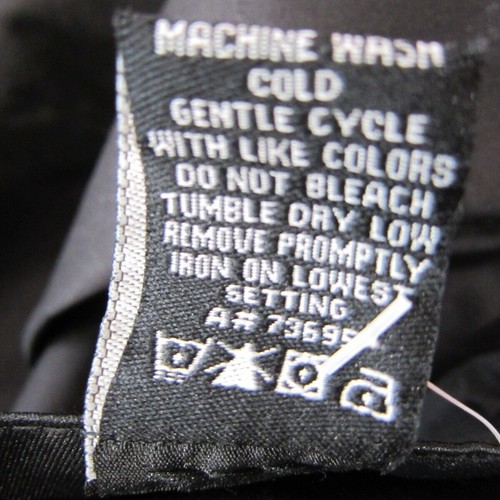 MACHINE WASH
COLD
GENTLE CYCLE
WITH LIKE COLORS
DO NOT BLEACH
TUMBLE DRY LOW
REMOVE PROMPTLY
IRON ON LOWEST
SETTING
A#